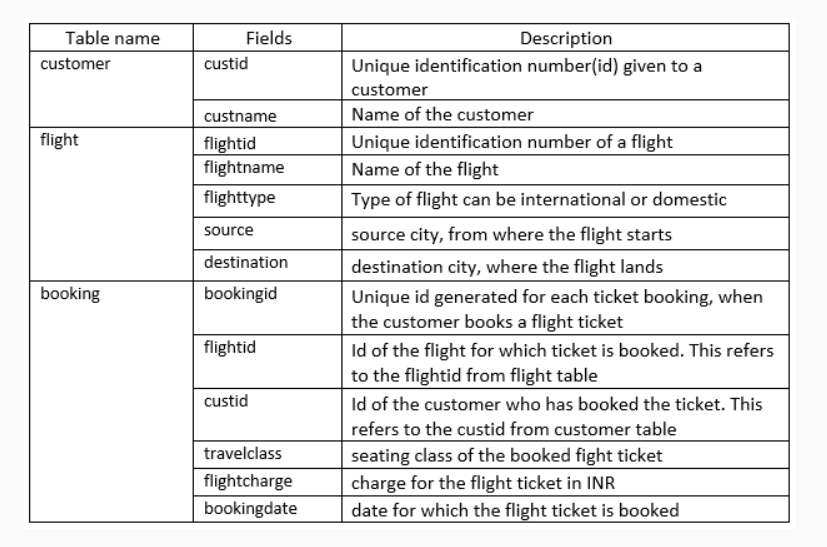 Table name Fields Description
customer custid Unique identification number(id) given to a
customer
custname Name of the customer
flight flightid Unique identification number of a flight
flightname Name of the flight
flighttype Type of flight can be international or domestic
source source city, from where the flight starts
destination destination city, where the flight lands
booking bookingid Unique id generated for each ticket booking, when
the customer books a flight ticket
flightid Id of the flight for which ticket is booked. This refers
to the flightid from flight table
custid Id of the customer who has booked the ticket. This
refers to the custid from customer table
travelclass seating class of the booked fight ticket
flightcharge charge for the flight ticket in INR
bookingdate date for which the flight ticket is booked